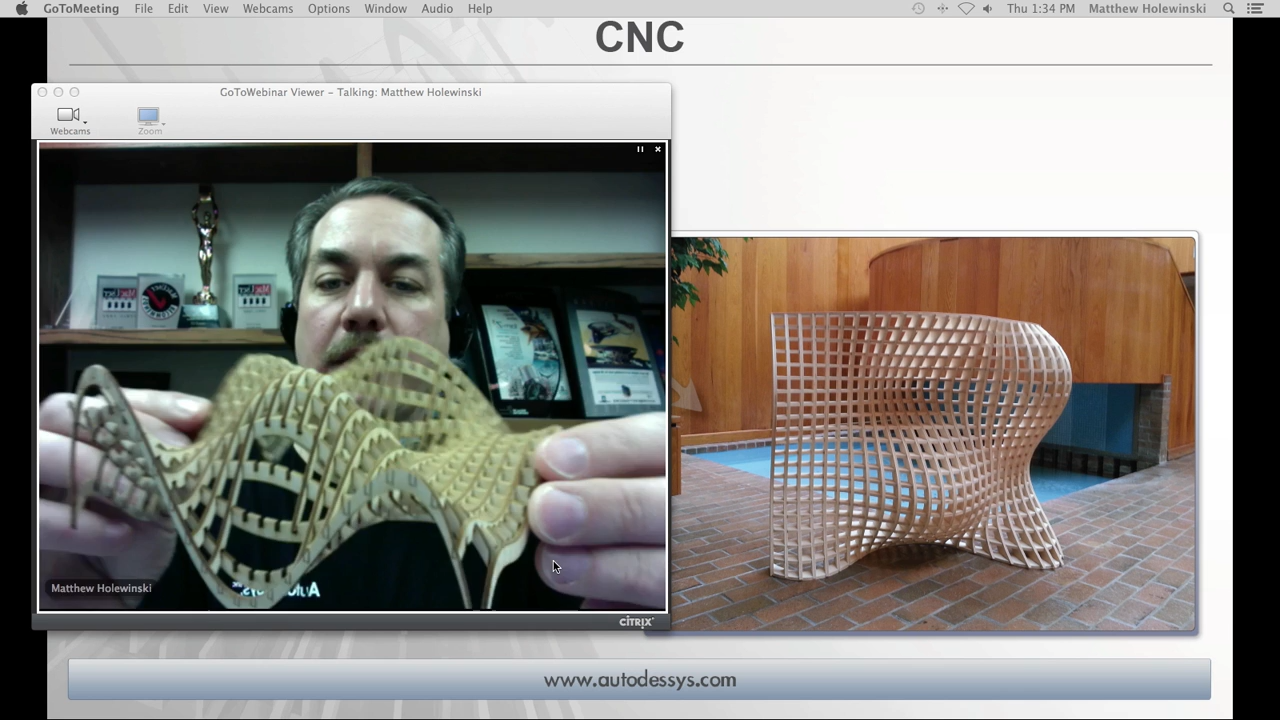 GoToMeeting File Edit View Webcams Options Window Audio Help Thu 1:34 PM Matthew Holewinski
CNC
GoToWebinar Viewer – Talking: Matthew Holewinski
Webcams
Zoom
Matthew Holewinski
CITRIX
www.autodessys.com